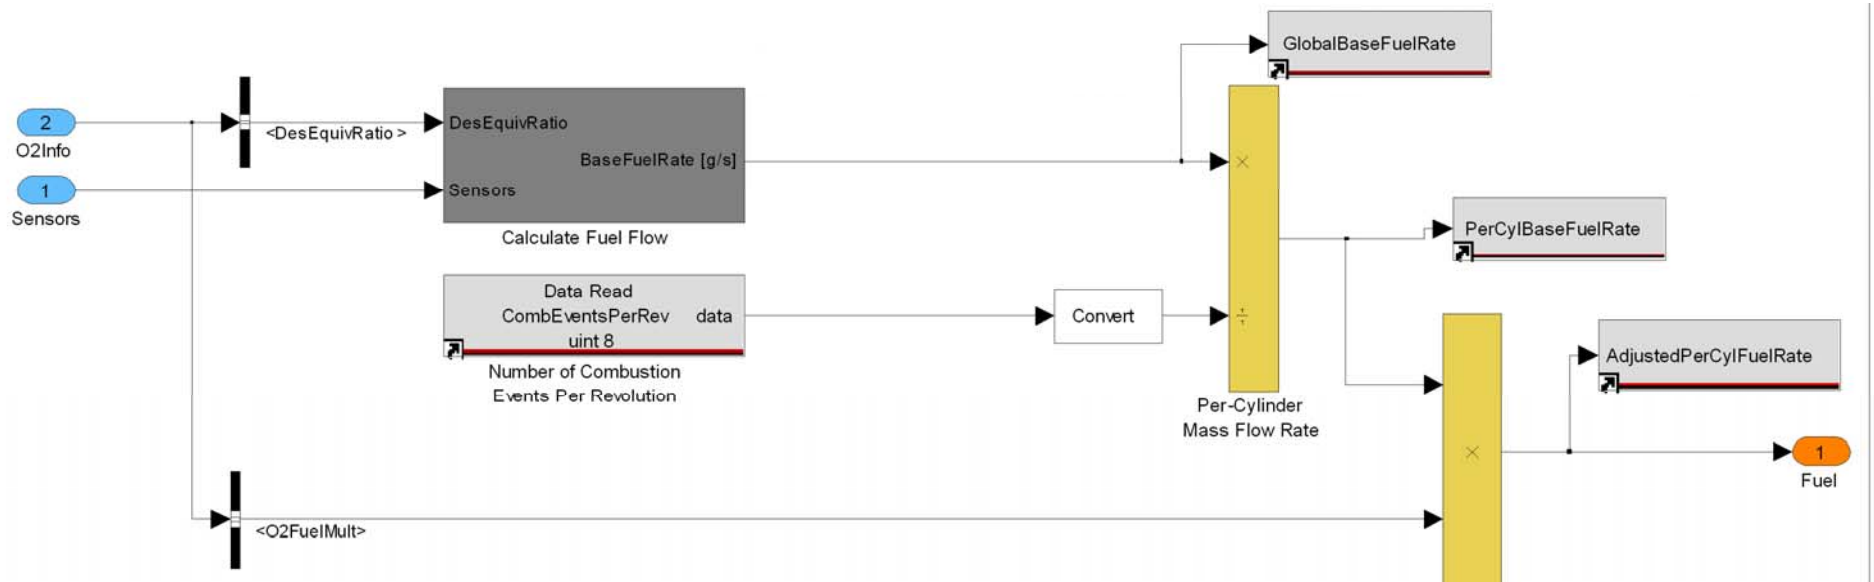 GlobalBaseFuelRate
2
O2Info
<DesEquivRatio >
DesEquivRatio
BaseFuelRate [g/s]
×
1
Sensors
Sensors
Calculate Fuel Flow
PerCylBaseFuelRate
Data Read
CombEventsPerRev data
uint 8
Number of Combustion
Events Per Revolution
Convert
÷
Per-Cylinder
Mass Flow Rate
AdjustedPerCylFuelRate
×
1
Fuel
<O2FuelMult>